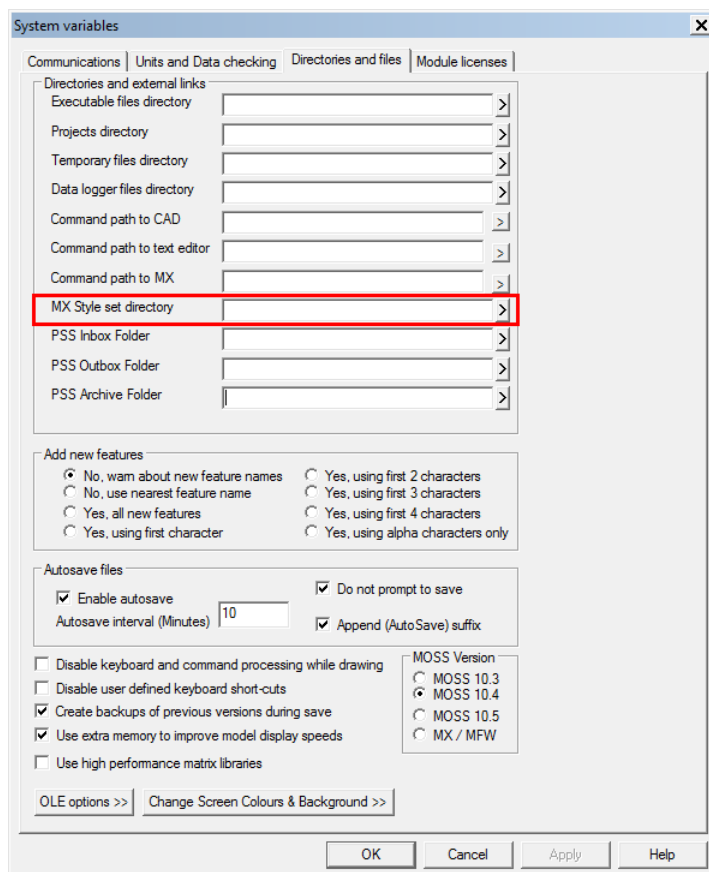 System variables
Communications
Units and Data checking
Directories and files
Module licenses
Directories and external links
Executable files directory
Projects directory
Temporary files directory
Data logger files directory
Command path to CAD
Command path to text editor
Command path to MX
MX Style set directory
PSS Inbox Folder
PSS Outbox Folder
PSS Archive Folder
Add new features
No, warn about new feature names
Yes, using first 2 characters
No, use nearest feature name
Yes, using first 3 characters
Yes, all new features
Yes, using first 4 characters
Yes, using first character
Yes, using alpha characters only
Autosave files
Enable autosave
Do not prompt to save
Autosave interval (Minutes) 10
Append (AutoSave) suffix
Disable keyboard and command processing while drawing
Disable user defined keyboard short-cuts
Create backups of previous versions during save
Use extra memory to improve model display speeds
Use high performance matrix libraries
MOSS Version
MOSS 10.3
MOSS 10.4
MOSS 10.5
MX / MFW
OLE options >>
Change Screen Colours & Background >>
OK
Cancel
Apply
Help